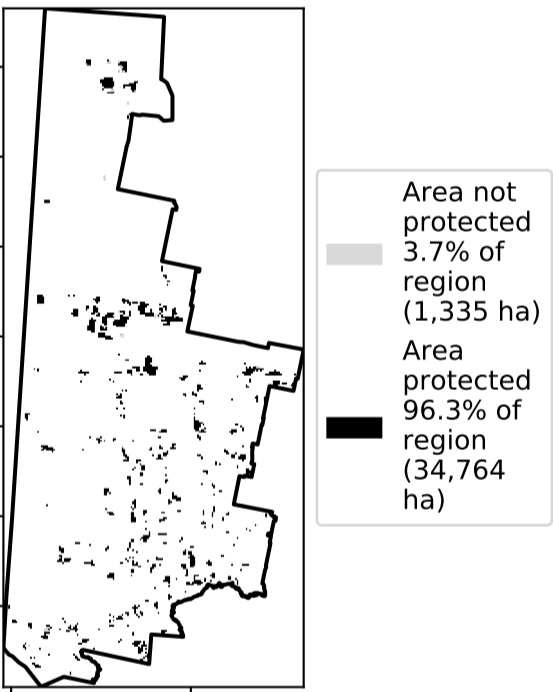 Area not
protected
3.7% of
region
(1,335 ha)
Area
protected
96.3% of
region
(34,764
ha)